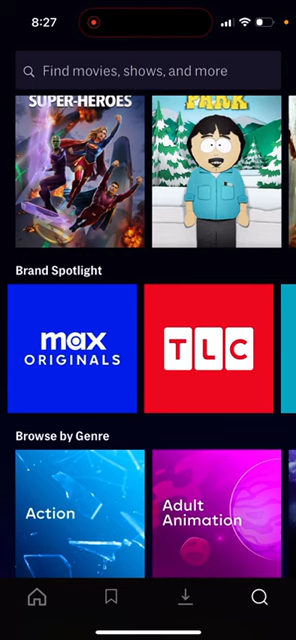 8:27
Find movies, shows, and more
SUPER-HEROES
PARK
Brand Spotlight
max
ORIGINALS
TLC
Browse by Genre
Action
Adult
Animation